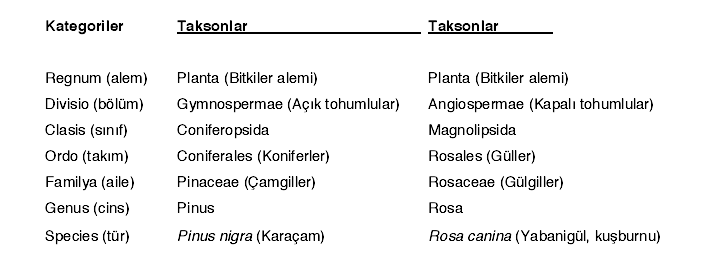 Kategoriler Taksonlar Taksonlar
Regnum (alem) Planta (Bitkiler alemi) Planta (Bitkiler alemi)
Divisio (bölüm) Gymnospermae (Açık tohumlular) Angiospermae (Kapalı tohumlular)
Clasis (sınıf) Coniferopsida Magnolipsida
Ordo (takım) Coniferales (Koniferler) Rosales (Güller)
Familya (aile) Pinaceae (Çamgiller) Rosaceae (Gülgiller)
Genus (cins) Pinus Rosa
Species (tür) Pinus nigra (Karaçam) Rosa canina (Yabanigül, kuşburnu)